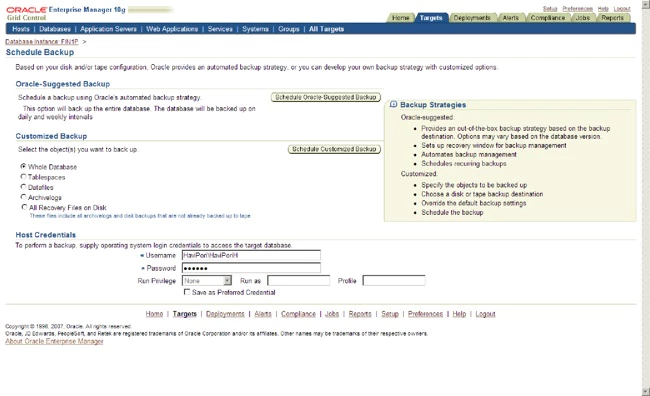 ORACLE Enterprise Manager 10g
Grid Control
Setup Preferences Help Logout
Home Targets Deployments Alerts Compliance Jobs Reports
Hosts | Databases | Application Servers | Web Applications | Services | Systems | Groups | All Targets
Database Instance: FIN1P >
Schedule Backup
Based on your disk and/or tape configuration, Oracle provides an automated backup strategy, or you can develop your own backup strategy with customized options.
Oracle-Suggested Backup
Schedule a backup using Oracle's automated backup strategy.
Schedule Oracle-Suggested Backup
This option will back up the entire database. The database will be backed up on
daily and weekly intervals
Customized Backup
Select the object(s) you want to back up.
Schedule Customized Backup
Whole Database
Tablespaces
Datafiles
Archivelogs
All Recovery Files on Disk
These files include all archivelogs and disk backups that are not already backed up to tape
Backup Strategies
Oracle-suggested:
Provides an out-of-the-box backup strategy based on the backup
destination. Options may vary based on the database version.
Sets up recovery window for backup management
Automates backup management
Schedules recurring backups
Customized:
Specify the objects to be backed up
Choose a disk or tape backup destination
Override the default backup settings
Schedule the backup
Host Credentials
To perform a backup, supply operating system login credentials to access the target database.
* Username
* Password ••••••
Run Privilege None Run as Profile
Save as Preferred Credential
Home | Targets | Deployments | Alerts | Compliance | Jobs | Reports | Setup | Preferences | Help | Logout
Copyright © 1996, 2007, Oracle. All rights reserved.
Oracle, JD Edwards, PeopleSoft, and Retek are registered trademarks of Oracle Corporation and/or its affiliates. Other names may be trademarks of their respective owners.
About Oracle Enterprise Manager